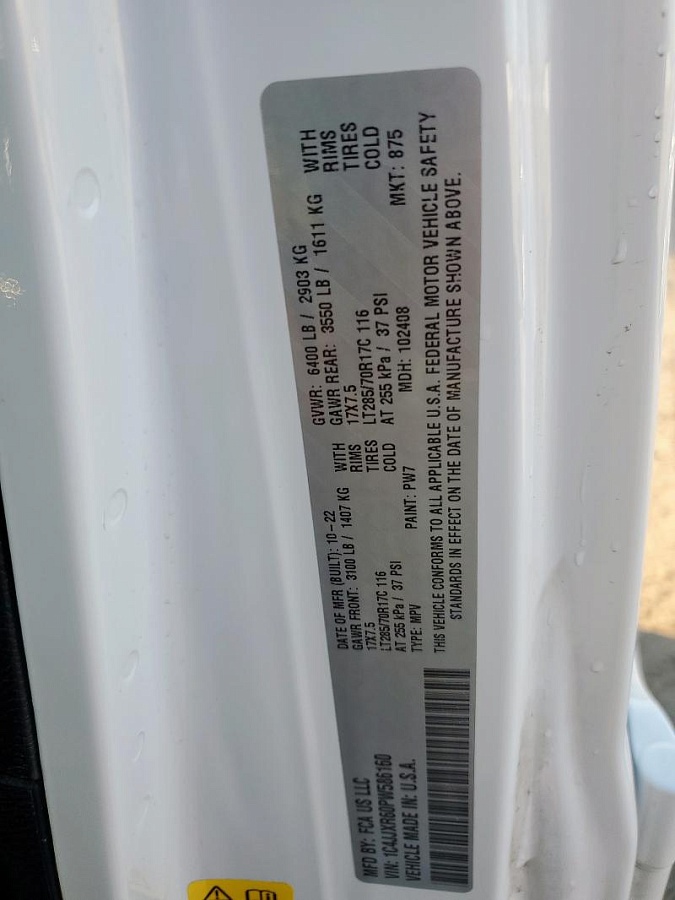 MFD BY: FCA US LLC
DATE OF MFR (BUILT): 10-22
GVWR: 6400 LB / 2903 KG
VIN: 1C4JJXR60PW586160
GAWR FRONT: 3100 LB / 1407 KG
WITH
GAWR REAR: 3550 LB / 1611 KG
WITH
17X7.5
RIMS
17X7.5
RIMS
VEHICLE MADE IN: U.S.A.
LT285/70R17C 116
TIRES
LT285/70R17C 116
TIRES
AT 255 kPa / 37 PSI
COLD
AT 255 kPa / 37 PSI
COLD
TYPE: MPV
PAINT: PW7
MDH: 102408
MKT: 875
THIS VEHICLE CONFORMS TO ALL APPLICABLE U.S.A. FEDERAL MOTOR VEHICLE SAFETY
STANDARDS IN EFFECT ON THE DATE OF MANUFACTURE SHOWN ABOVE.